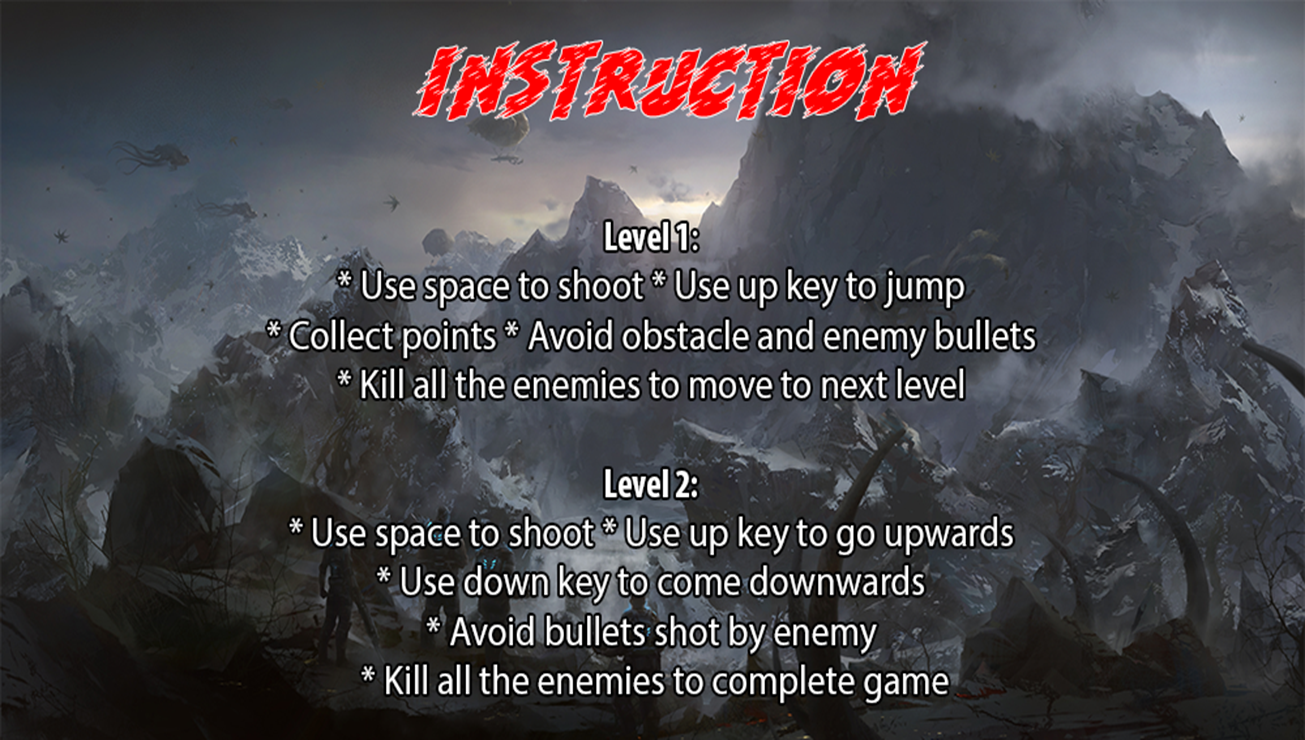 INSTRUCTION
Level 1:
* Use space to shoot * Use up key to jump
* Collect points * Avoid obstacle and enemy bullets
* Kill all the enemies to move to next level
Level 2:
* Use space to shoot * Use up key to go upwards
* Use down key to come downwards
* Avoid bullets shot by enemy
* Kill all the enemies to complete game